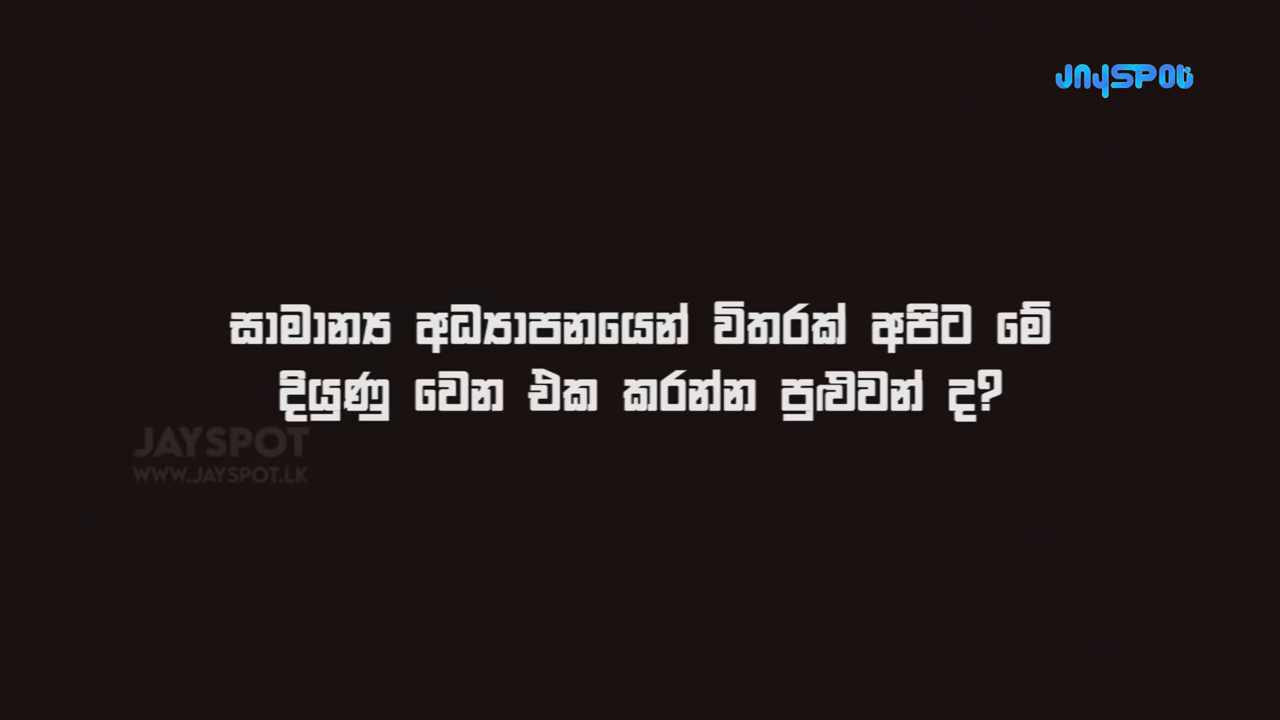 JAYSPOT
සාමාන්‍ය අධ්‍යාපනයෙන් විතරක් අපිට මේ
දියුණු වෙන එක කරන්න පුළුවන් ද?
JAYSPOT
WWW.JAYSPOT.LK